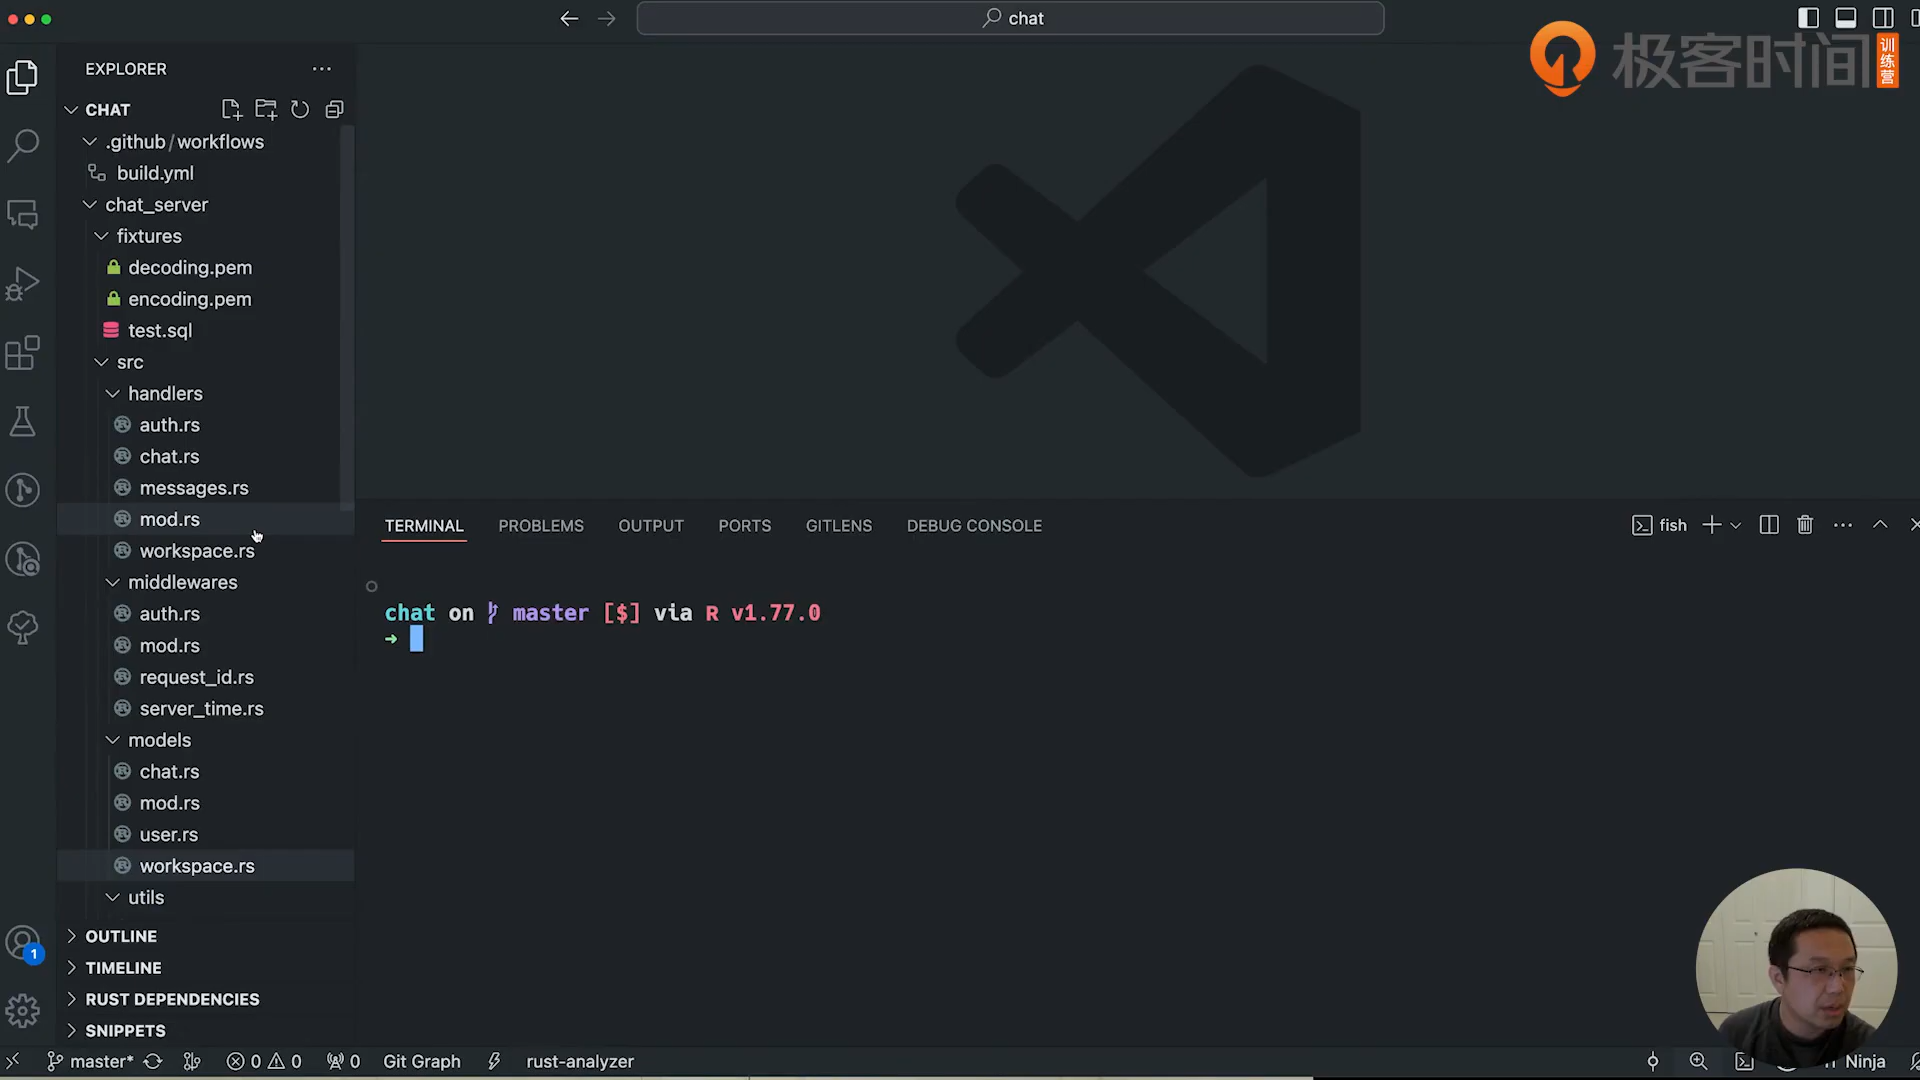 chat
极客时间 训练营
EXPLORER
CHAT
.github/workflows
build.yml
chat_server
fixtures
decoding.pem
encoding.pem
test.sql
src
handlers
auth.rs
chat.rs
messages.rs
mod.rs
workspace.rs
middlewares
auth.rs
mod.rs
request_id.rs
server_time.rs
models
chat.rs
mod.rs
user.rs
workspace.rs
utils
OUTLINE
TIMELINE
RUST DEPENDENCIES
SNIPPETS
TERMINAL PROBLEMS OUTPUT PORTS GITLENS DEBUG CONSOLE fish
chat on master [$] via R v1.77.0
➜
1
master* 0 0 0 Git Graph rust-analyzer Ninja